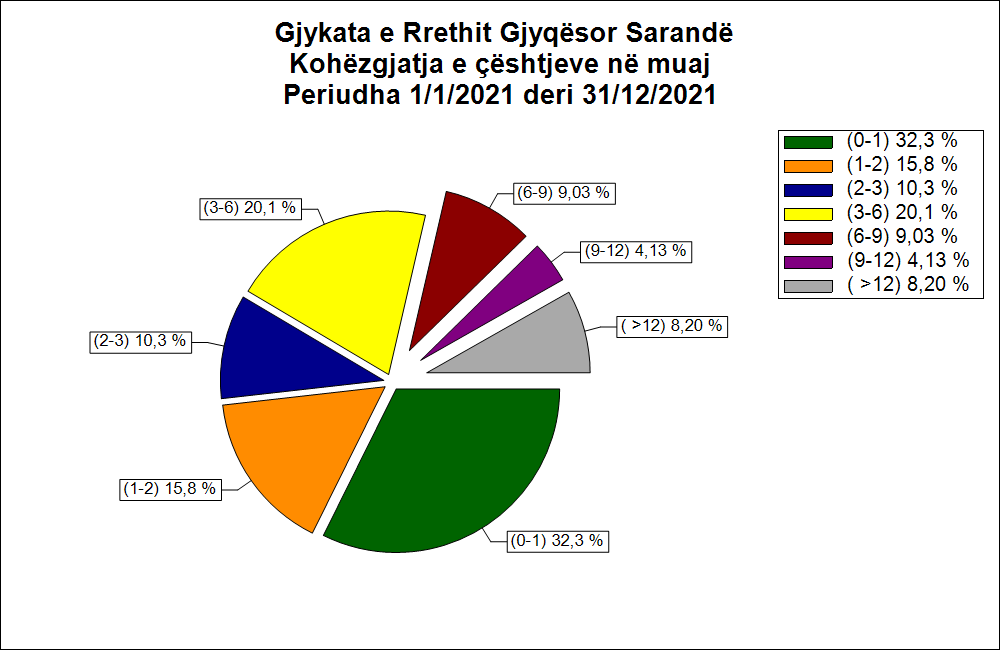 Gjykata e Rrethit Gjyqësor Sarandë
Kohëzgjatja e çështjeve në muaj
Periudha 1/1/2021 deri 31/12/2021
(0-1) 32,3 %
(1-2) 15,8 %
(2-3) 10,3 %
(3-6) 20,1 %
(6-9) 9,03 %
(9-12) 4,13 %
( >12) 8,20 %
(6-9) 9,03 %
(3-6) 20,1 %
(9-12) 4,13 %
( >12) 8,20 %
(2-3) 10,3 %
(1-2) 15,8 %
(0-1) 32,3 %